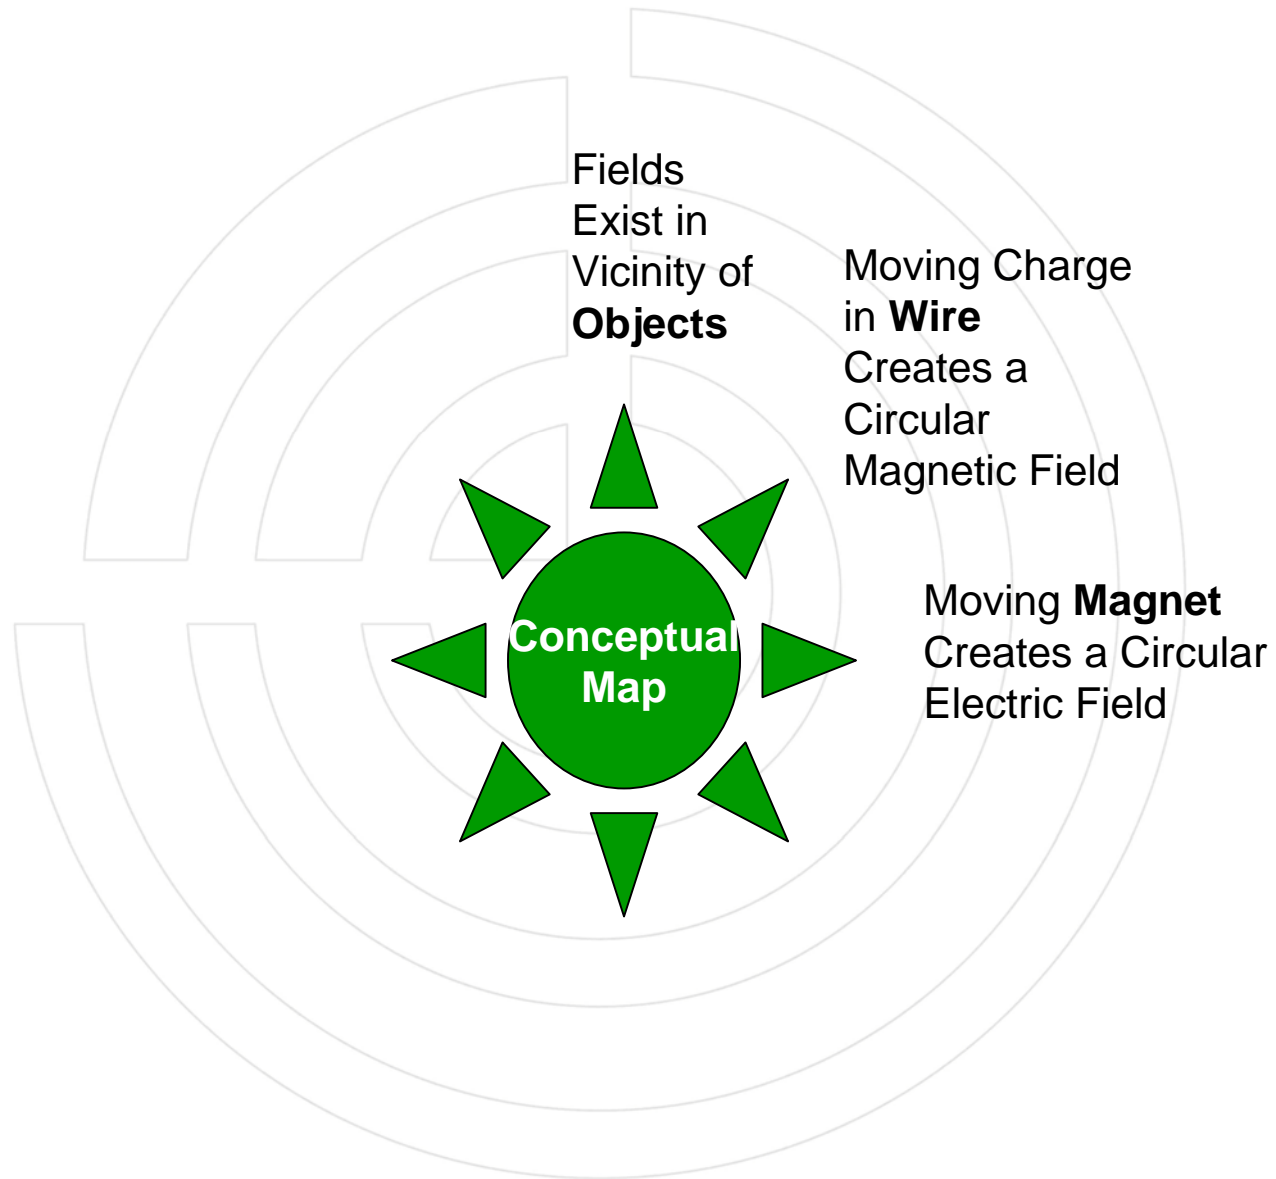 Fields
Exist in
Vicinity of
Objects
Moving Charge
in Wire
Creates a
Circular
Magnetic Field
Moving Magnet
Creates a Circular
Electric Field
Conceptual
Map